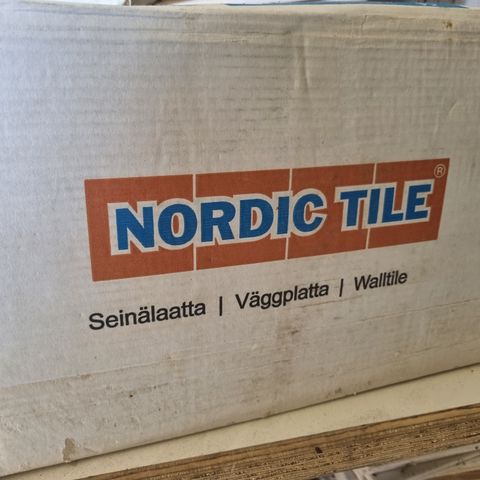 NORDIC TILE®
Seinälaatta | Väggplatta | Walltile